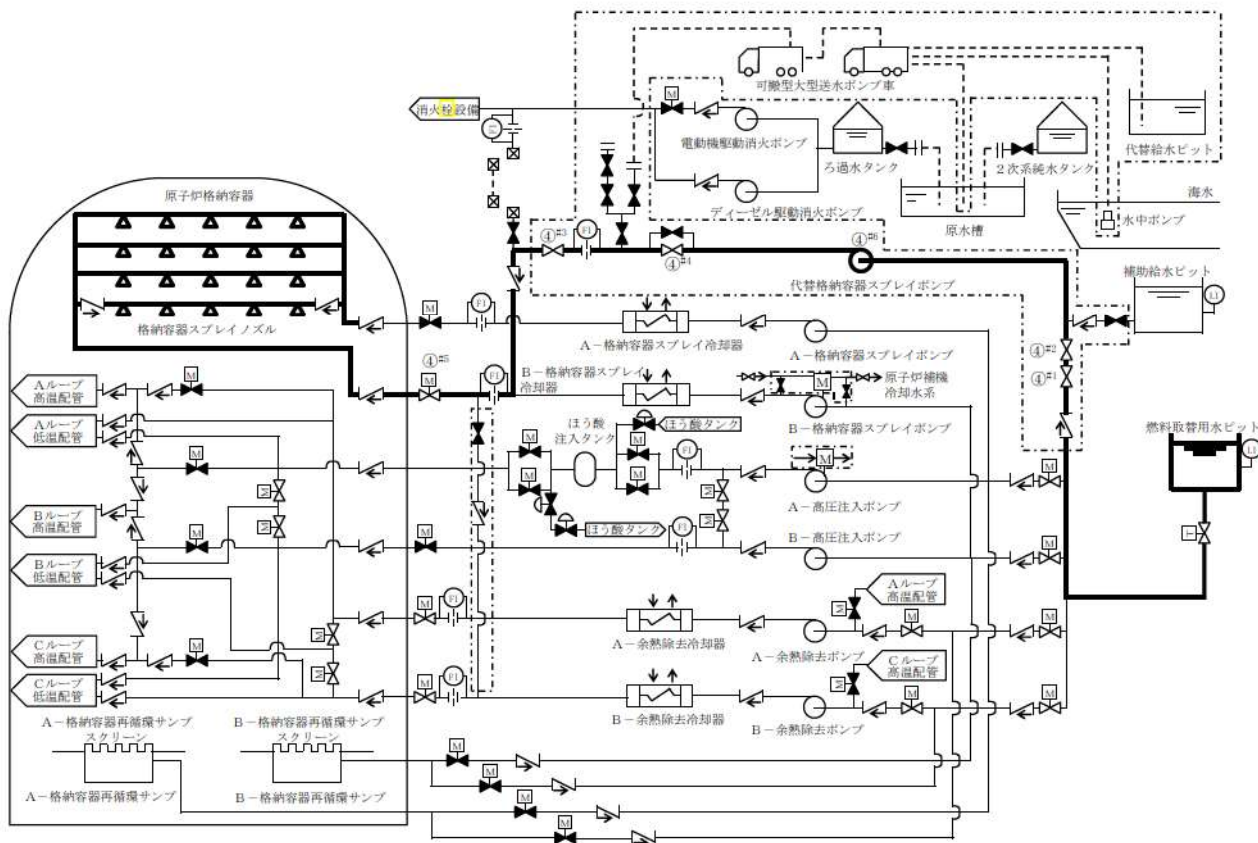 可搬型大型送水ポンプ車
消火栓設備
FI
M
電動機駆動消火ポンプ
ろ過水タンク
2次系純水タンク
代替給水ピット
ディーゼル駆動消火ポンプ
原水槽
海水
水中ポンプ
原子炉格納容器
④#3
FI
④#4
④#6
代替格納容器スプレイポンプ
補助給水ピット
LI
格納容器スプレイノズル
M
FI
A-格納容器スプレイ冷却器
A-格納容器スプレイポンプ
④#2
④#1
④#5
M
FI
B-格納容器スプレイ
冷却器
M
原子炉補機
冷却水系
B-格納容器スプレイポンプ
燃料取替用水ピット
LI
Aループ
高温配管
M
Aループ
低温配管
ほう酸
注入タンク
ほう酸タンク
M
M
M
M
M
FI
M
M
A-高圧注入ポンプ
M
M
M
T
Bループ
高温配管
ほう酸タンク
M
M
M
FI
B-高圧注入ポンプ
M
Bループ
低温配管
Aループ
高温配管
M
FI
A-余熱除去冷却器
M
M
M
A-余熱除去ポンプ
M
Cループ
高温配管
M
Cループ
高温配管
M
Cループ
低温配管
M
FI
B-余熱除去冷却器
M
M
M
B-余熱除去ポンプ
A-格納容器再循環サンプ
スクリーン
B-格納容器再循環サンプ
スクリーン
M
M
A-格納容器再循環サンプ
B-格納容器再循環サンプ
M
M